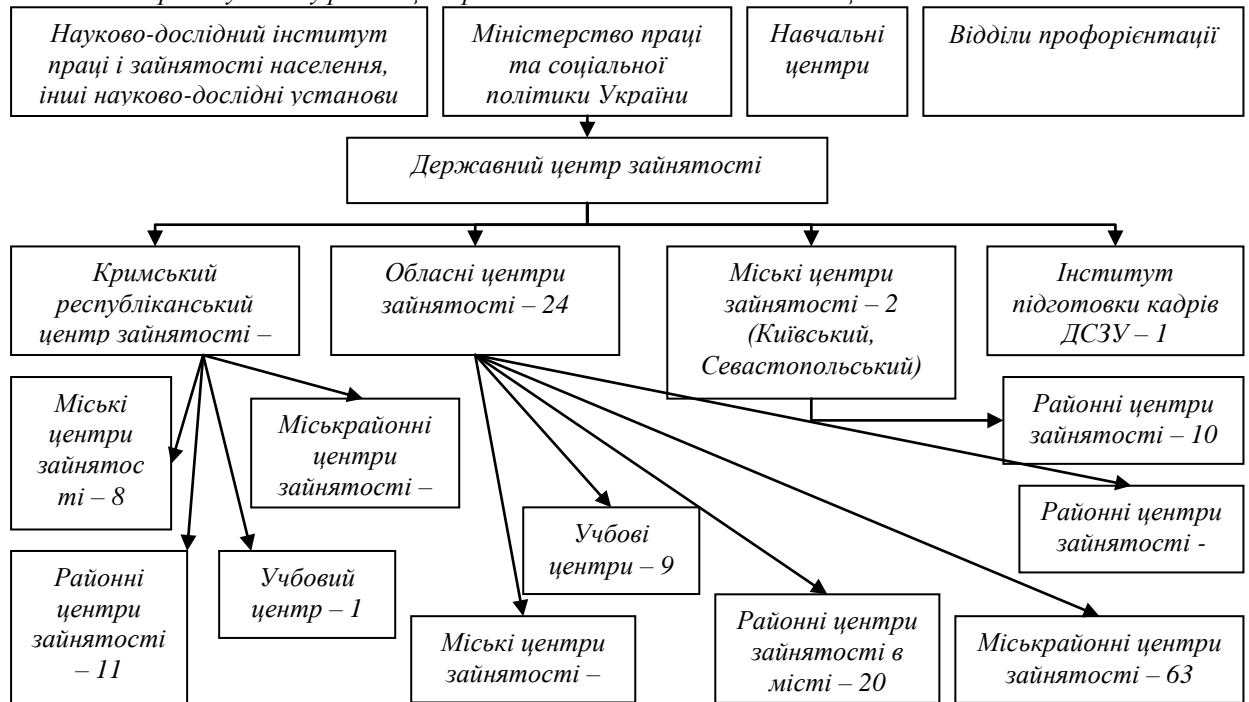 Науково-дослідний інститут
праці і зайнятості населення,
інші науково-дослідні установи
Міністерство праці
та соціальної
політики України
Навчальні
центри
Відділи профорієнтації
Державний центр зайнятості
Кримський
республіканський
центр зайнятості –
Обласні центри
зайнятості – 24
Міські центри
зайнятості – 2
(Київський,
Севастопольський)
Інститут
підготовки кадрів
ДСЗУ – 1
Міські
центри
зайнятос
ті – 8
Міськрайонні
центри
зайнятості –
Районні центри
зайнятості – 10
Районні центри
зайнятості -
Учбові
центри – 9
Районні
центри
зайнятості
– 11
Учбовий
центр – 1
Міські центри
зайнятості –
Районні центри
зайнятості в
місті – 20
Міськрайонні центри
зайнятості – 63